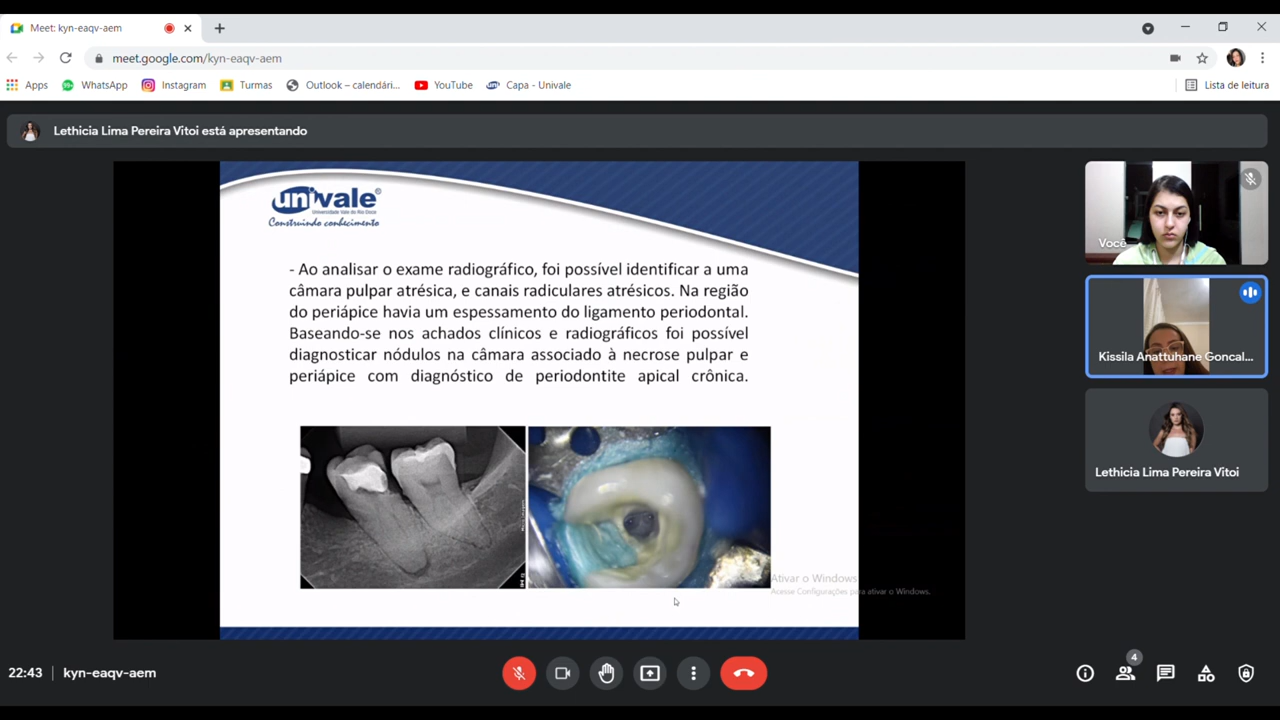 Meet: kyn-eaqv-aem
meet.google.com/kyn-eaqv-aem
Apps
WhatsApp
Instagram
Turmas
Outlook – calendári...
YouTube
Capa - Univale
Lista de leitura
Lethicia Lima Pereira Vitoi está apresentando
univale
Universidade Vale do Rio Doce
Construindo conhecimento
- Ao analisar o exame radiográfico, foi possível identificar a uma
câmara pulpar atrésica, e canais radiculares atrésicos. Na região
do periápice havia um espessamento do ligamento periodontal.
Baseando-se nos achados clínicos e radiográficos foi possível
diagnosticar nódulos na câmara associado à necrose pulpar e
periápice com diagnóstico de periodontite apical crônica.
Ativar o Windows
Acesse Configurações para ativar o Windows.
Você
Kissila Anattuhane Goncal...
Lethicia Lima Pereira Vitoi
22:43
kyn-eaqv-aem
4